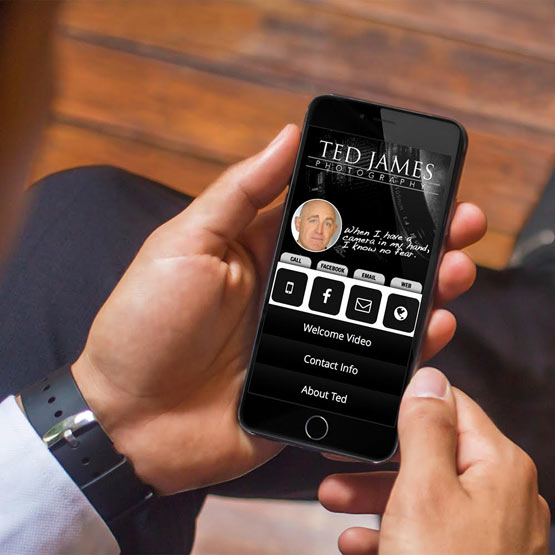 TED JAMES
PHOTOGRAPHY
When I have a
camera in my hand,
I know no fear.
CALL FACEBOOK EMAIL WEB
Welcome Video
Contact Info
About Ted